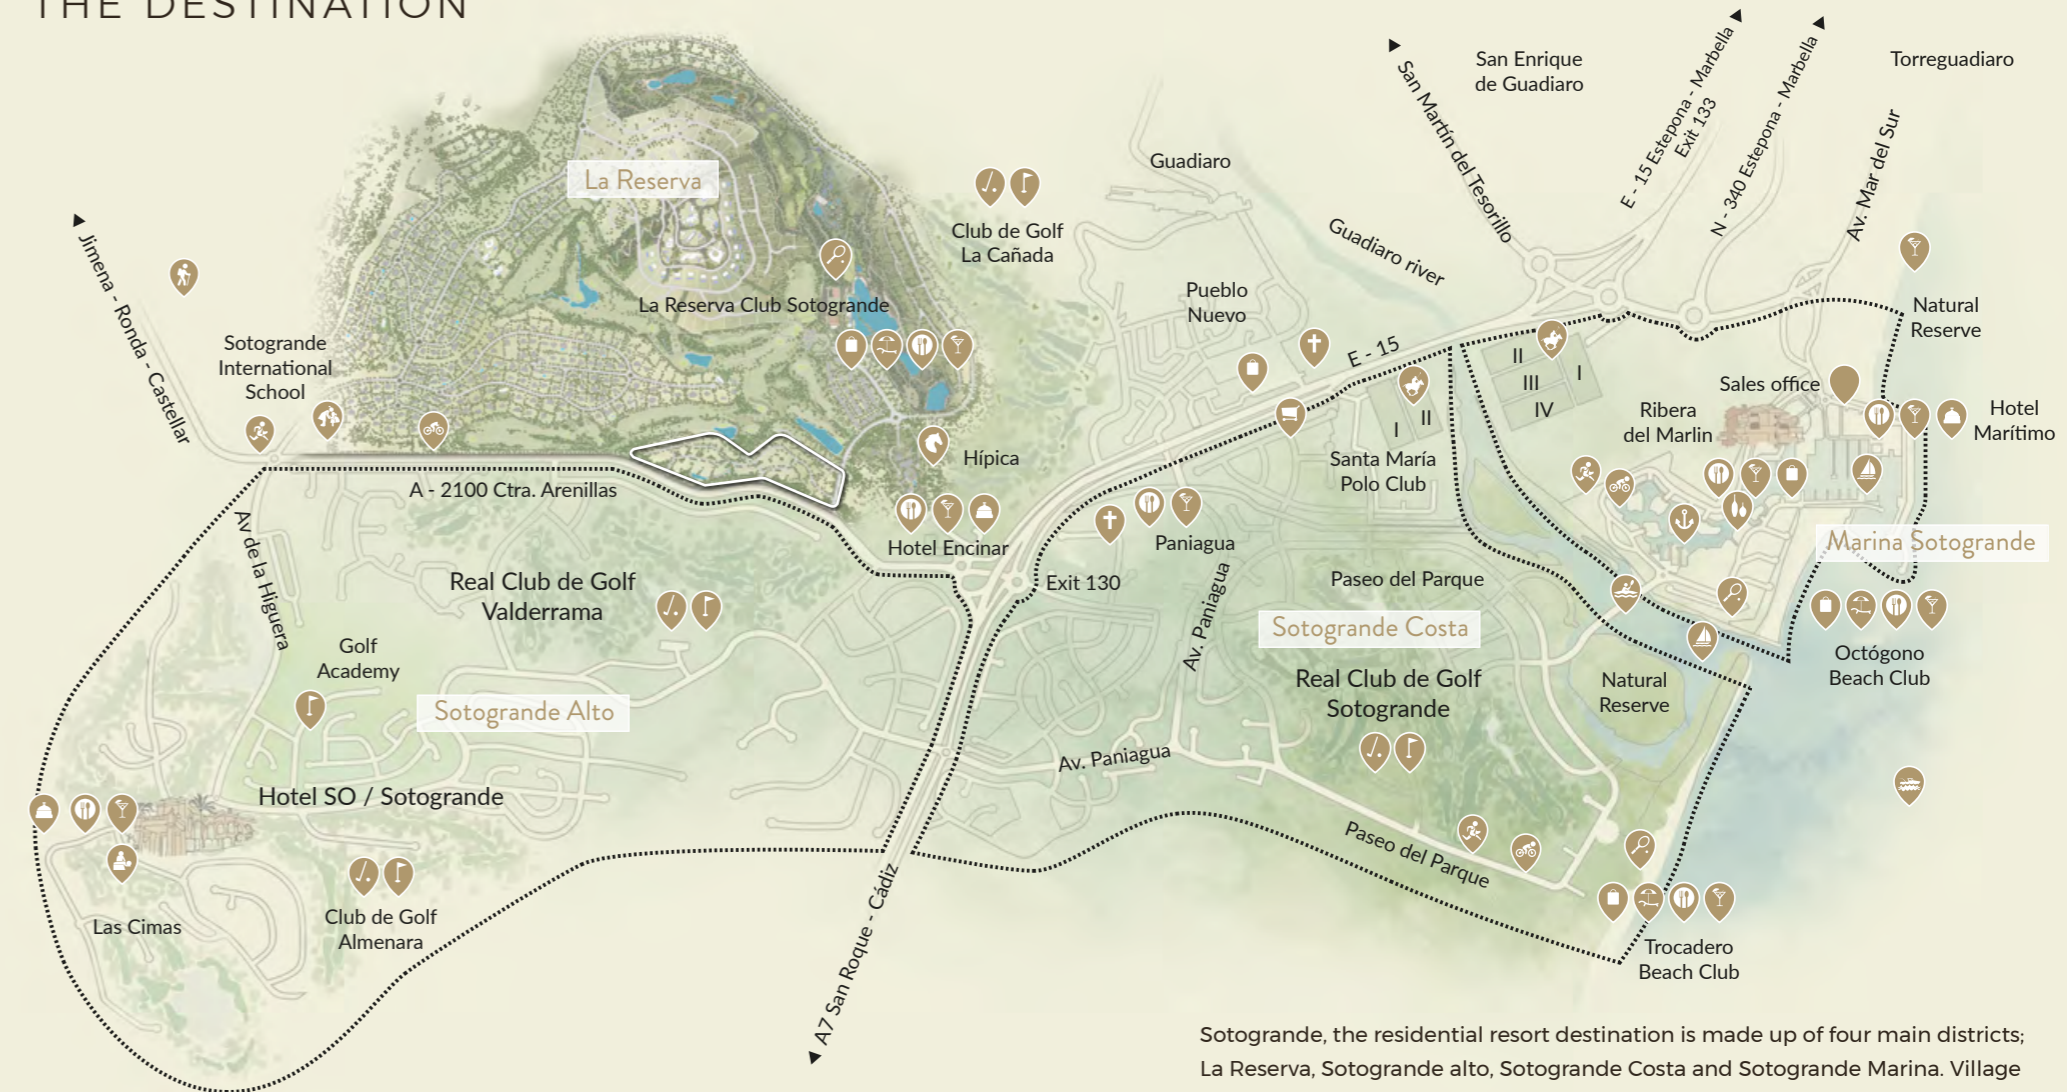 THE DESTINATION
San Enrique
de Guadiaro
Torreguadiaro
E - 15 Estepona - Marbella
Exit 133
N - 340 Estepona - Marbella
San Martín del Tesorillo
Av. Mar del Sur
Guadiaro
La Reserva
Club de Golf
La Cañada
Guadiaro river
Jimena - Ronda - Castellar
La Reserva Club Sotogrande
Pueblo
Nuevo
Natural
Reserve
Sotogrande
International
School
E - 15
II
I
III
IV
Sales office
Ribera
del Marlin
Hotel
Marítimo
I
II
Hípica
Santa María
Polo Club
A - 2100 Ctra. Arenillas
Av de la Higuera
Hotel Encinar
Paniagua
Marina Sotogrande
Exit 130
Paseo del Parque
Real Club de Golf
Valderrama
Av. Paniagua
Sotogrande Costa
Golf
Academy
Octógono
Beach Club
Real Club de Golf
Sotogrande
Natural
Reserve
Sotogrande Alto
Av. Paniagua
Hotel SO / Sotogrande
Paseo del Parque
Las Cimas
Club de Golf
Almenara
A7 San Roque - Cádiz
Trocadero
Beach Club
Sotogrande, the residential resort destination is made up of four main districts;
La Reserva, Sotogrande alto, Sotogrande Costa and Sotogrande Marina. Village